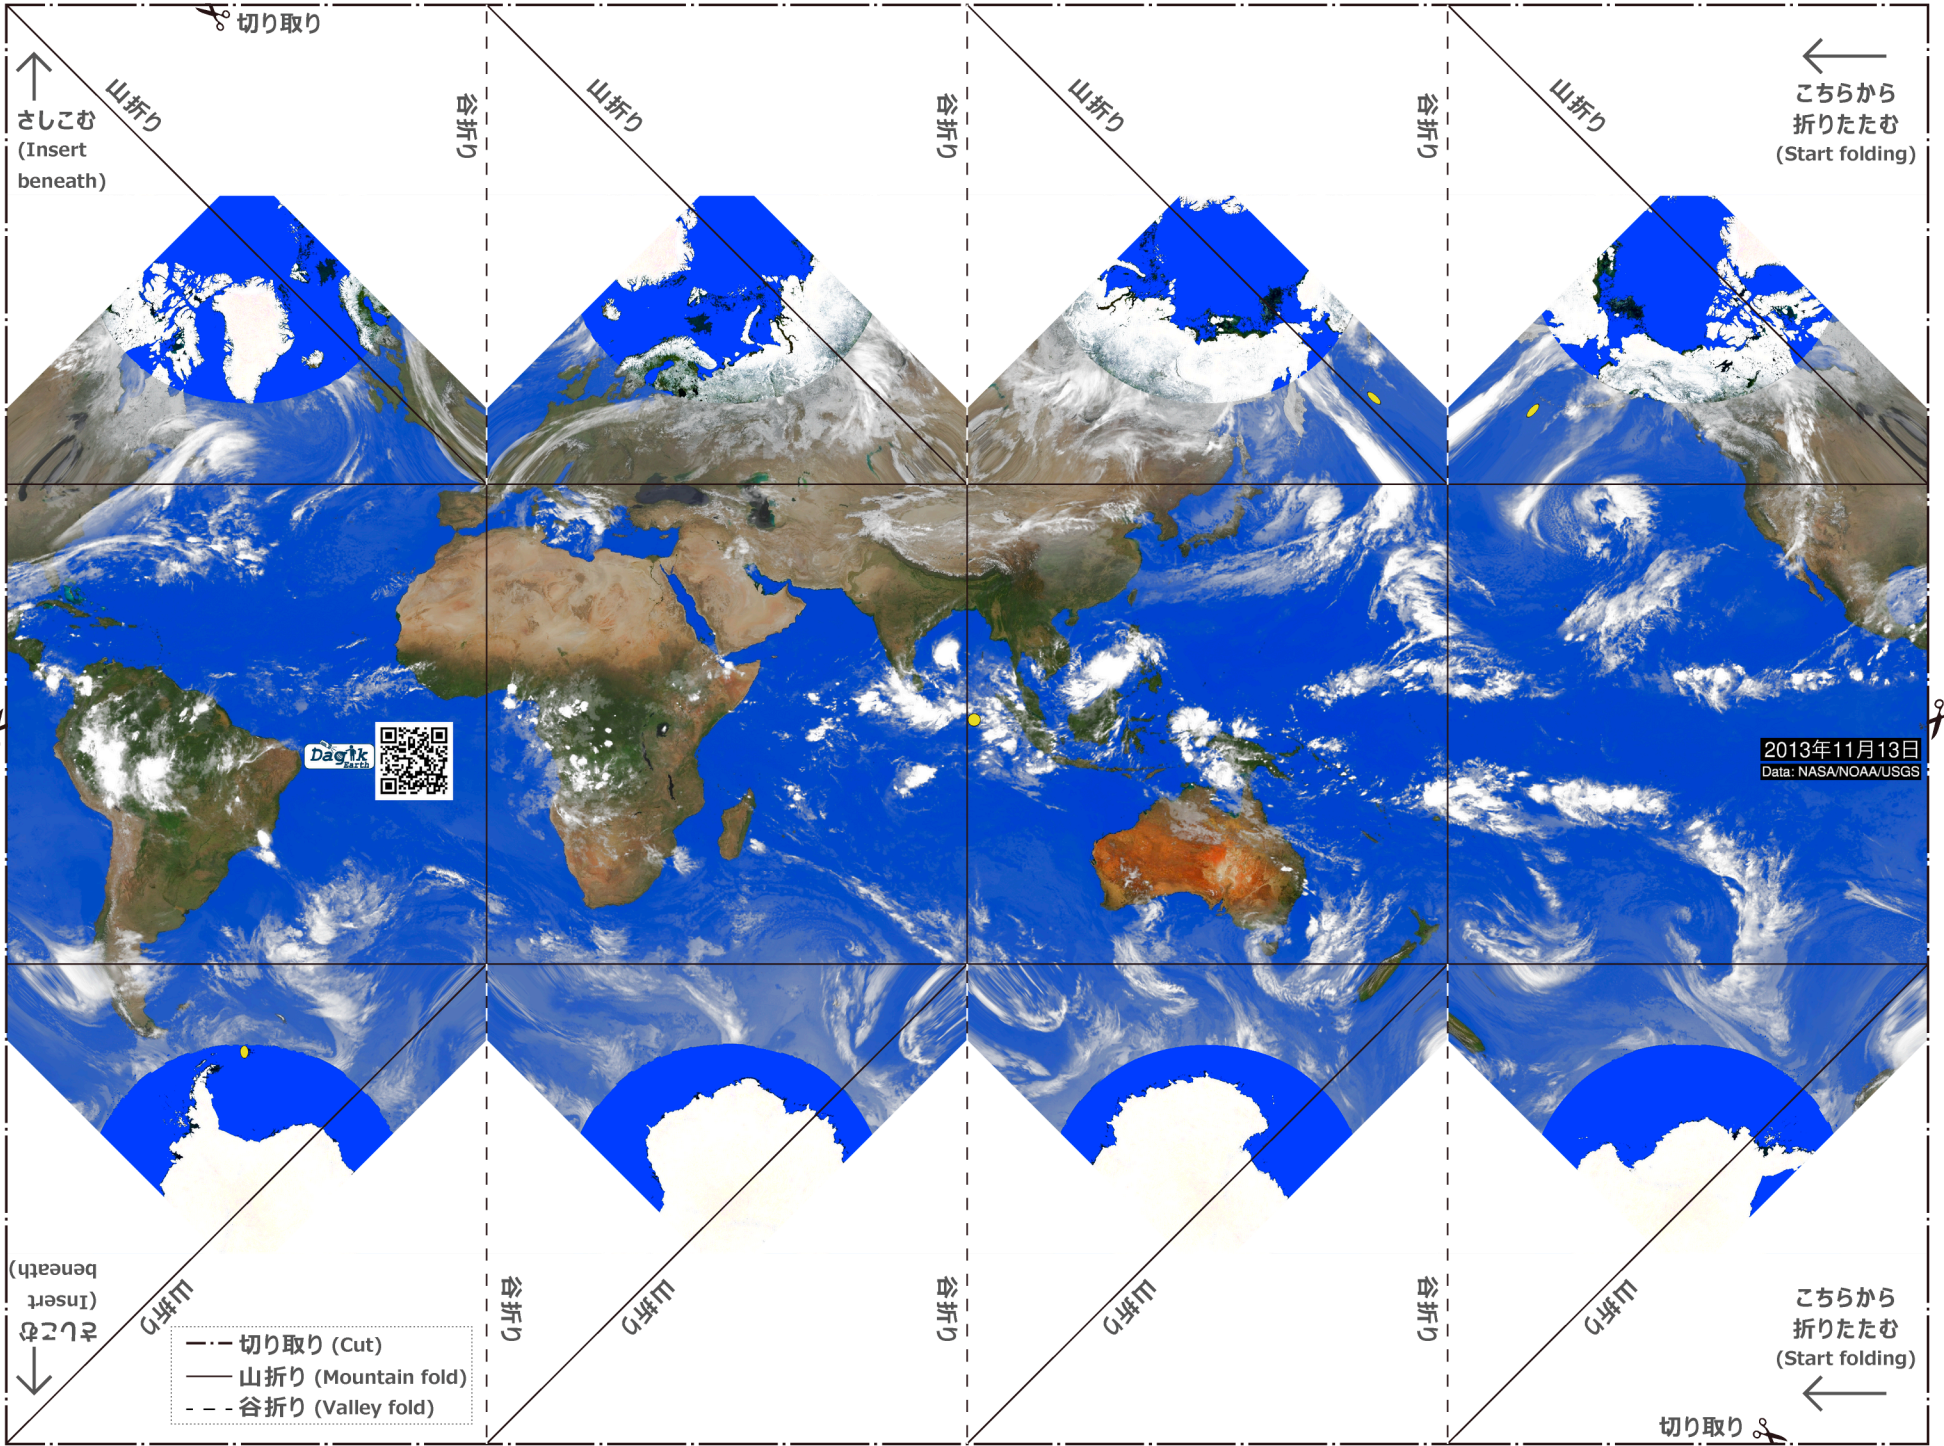 切り取り
山折り
山折り
山折り
山折り
谷折り
谷折り
谷折り
さしこむ
(Insert
beneath)
こちらから
折りたたむ
(Start folding)
Dagik
Earth
2013年11月13日
Data: NASA/NOAA/USGS
さしこむ
(Insert
beneath)
山折り
山折り
山折り
山折り
谷折り
谷折り
谷折り
切り取り (Cut)
山折り (Mountain fold)
谷折り (Valley fold)
こちらから
折りたたむ
(Start folding)
切り取り